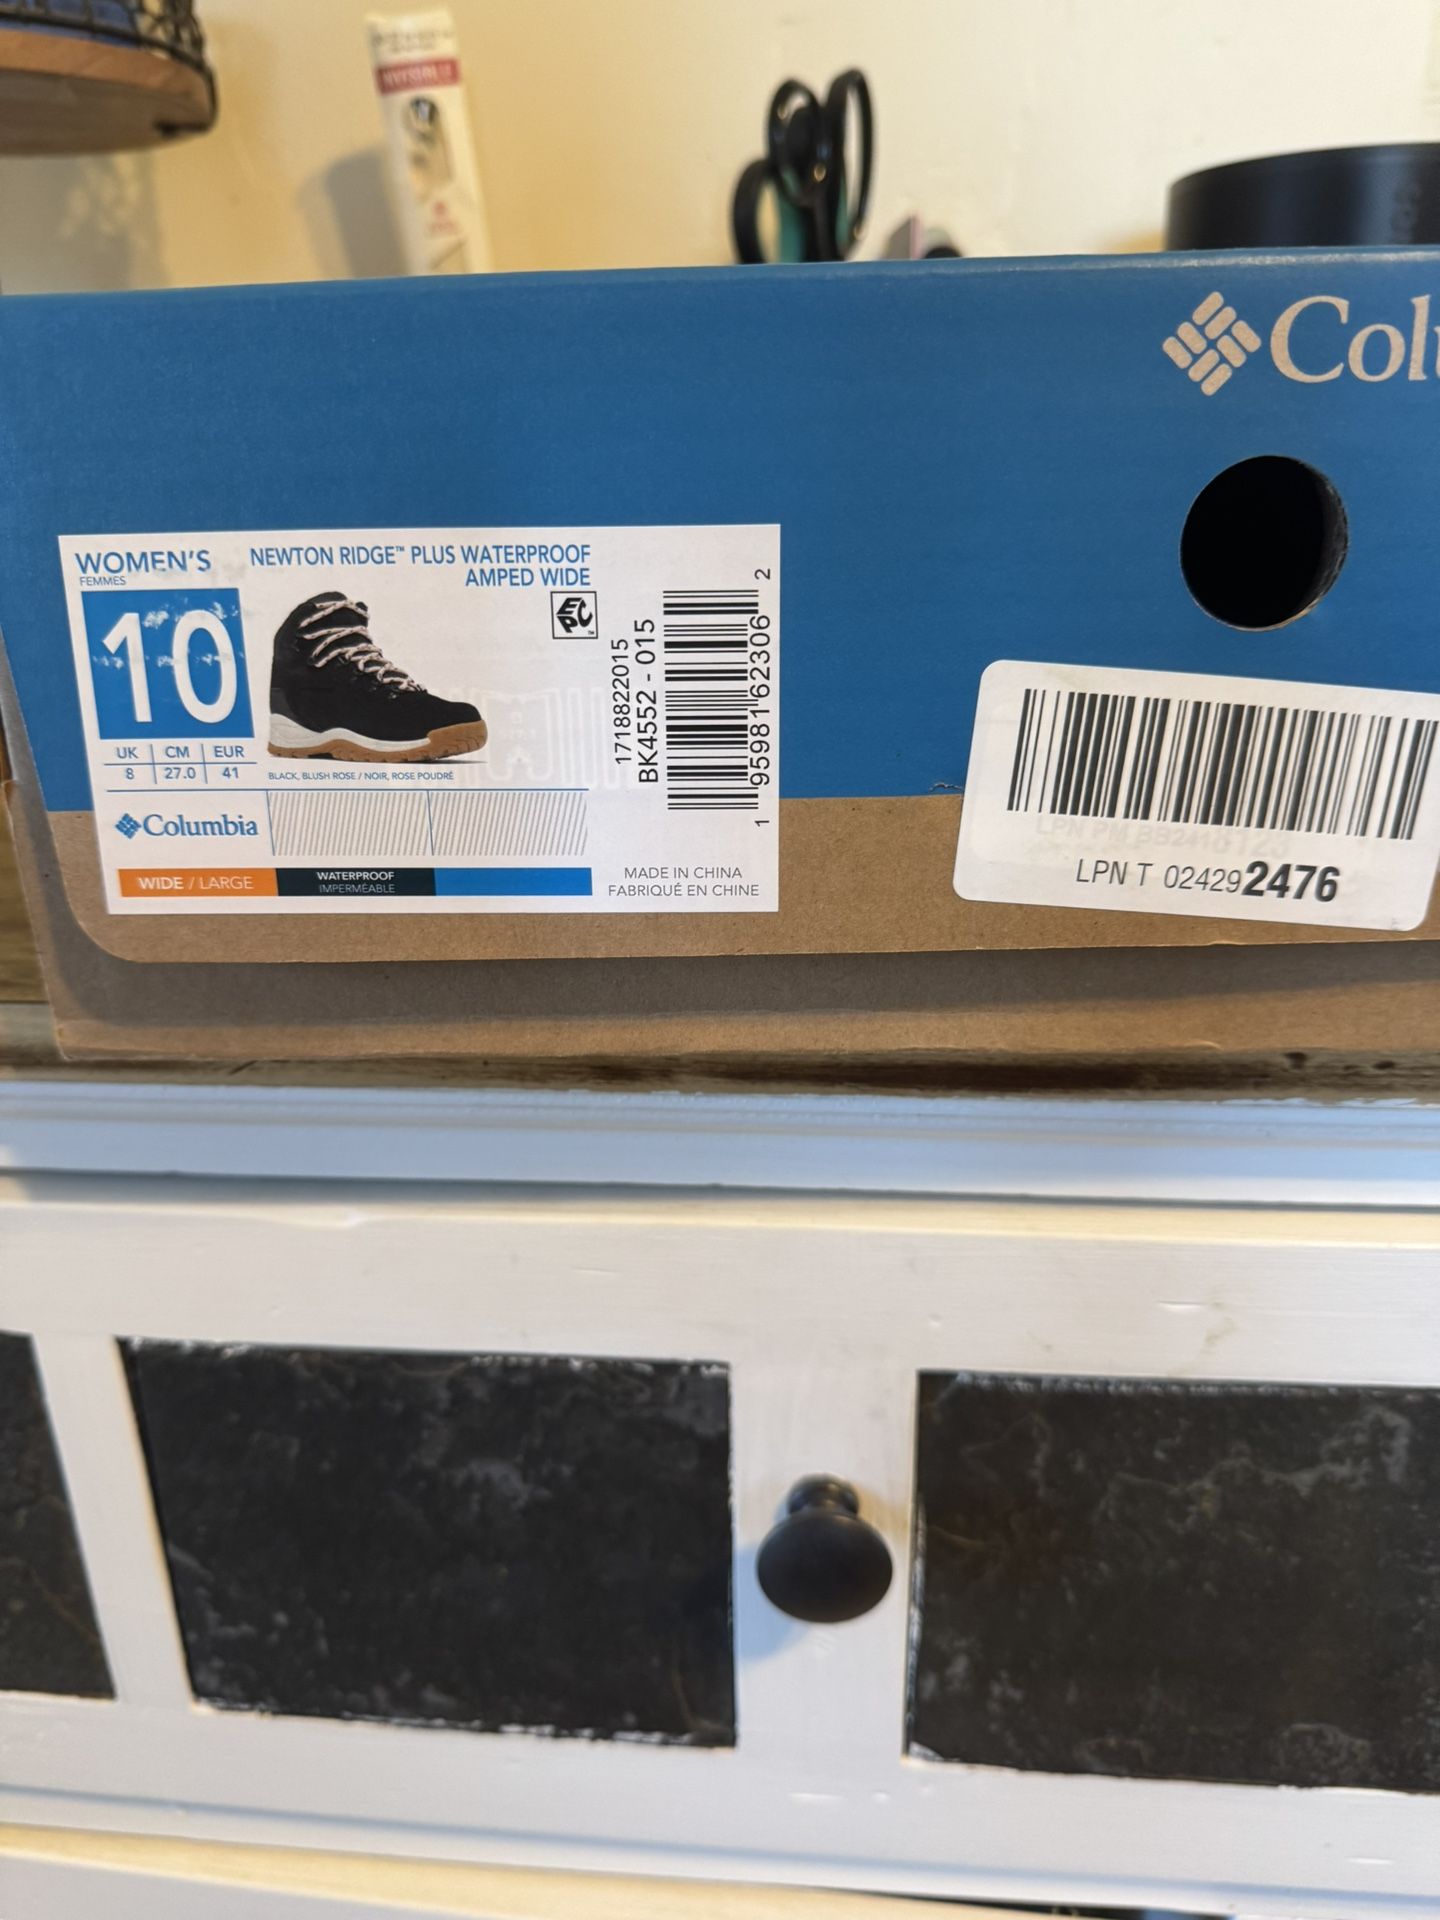 INVISIBLE
Colu
WOMEN'S
FEMMES
10
UK | CM | EUR
8 | 27.0 | 41
NEWTON RIDGE™ PLUS WATERPROOF
AMPED WIDE
EPC™
BLACK, BLUSH ROSE / NOIR, ROSE POUDRÉ
Columbia
WIDE / LARGE
WATERPROOF
IMPERMÉABLE
1718822015
BK4552 - 015
1 95981 62306 2
MADE IN CHINA
FABRIQUÉ EN CHINE
LPN T 024292476